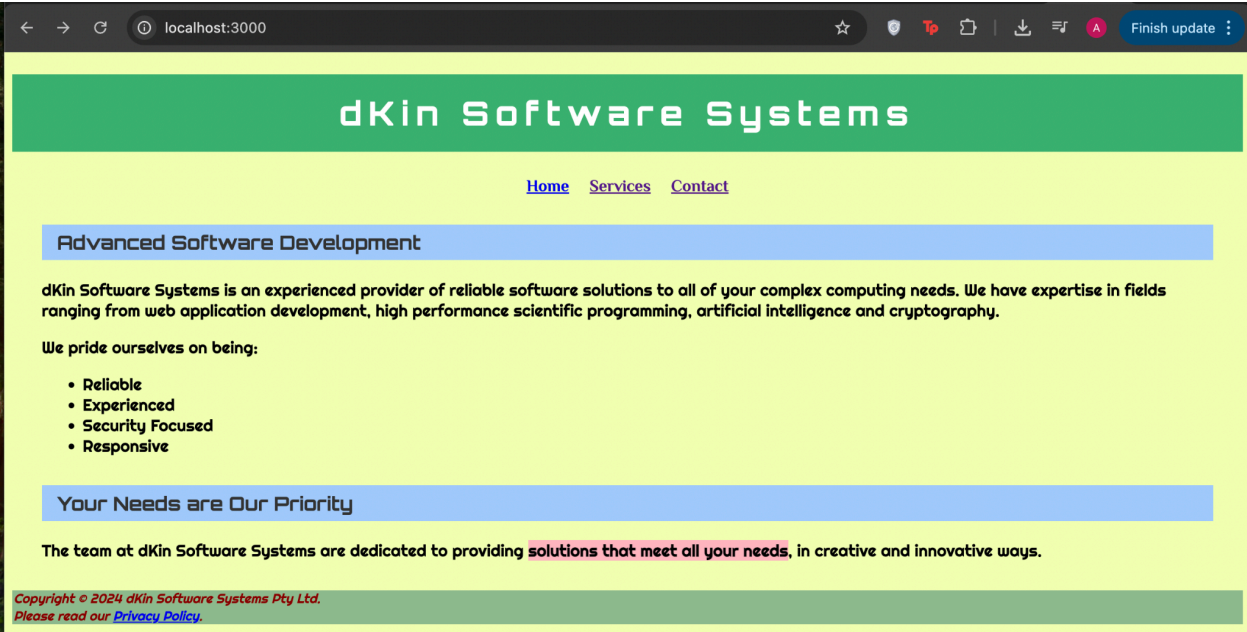 localhost:3000
Tp
A
Finish update
dKin Software Systems
Home Services Contact
Advanced Software Development
dKin Software Systems is an experienced provider of reliable software solutions to all of your complex computing needs. We have expertise in fields
ranging from web application development, high performance scientific programming, artificial intelligence and cryptography.
We pride ourselves on being:
• Reliable
• Experienced
• Security Focused
• Responsive
Your Needs are Our Priority
The team at dKin Software Systems are dedicated to providing solutions that meet all your needs, in creative and innovative ways.
Copyright © 2024 dKin Software Systems Pty Ltd.
Please read our Privacy Policy.